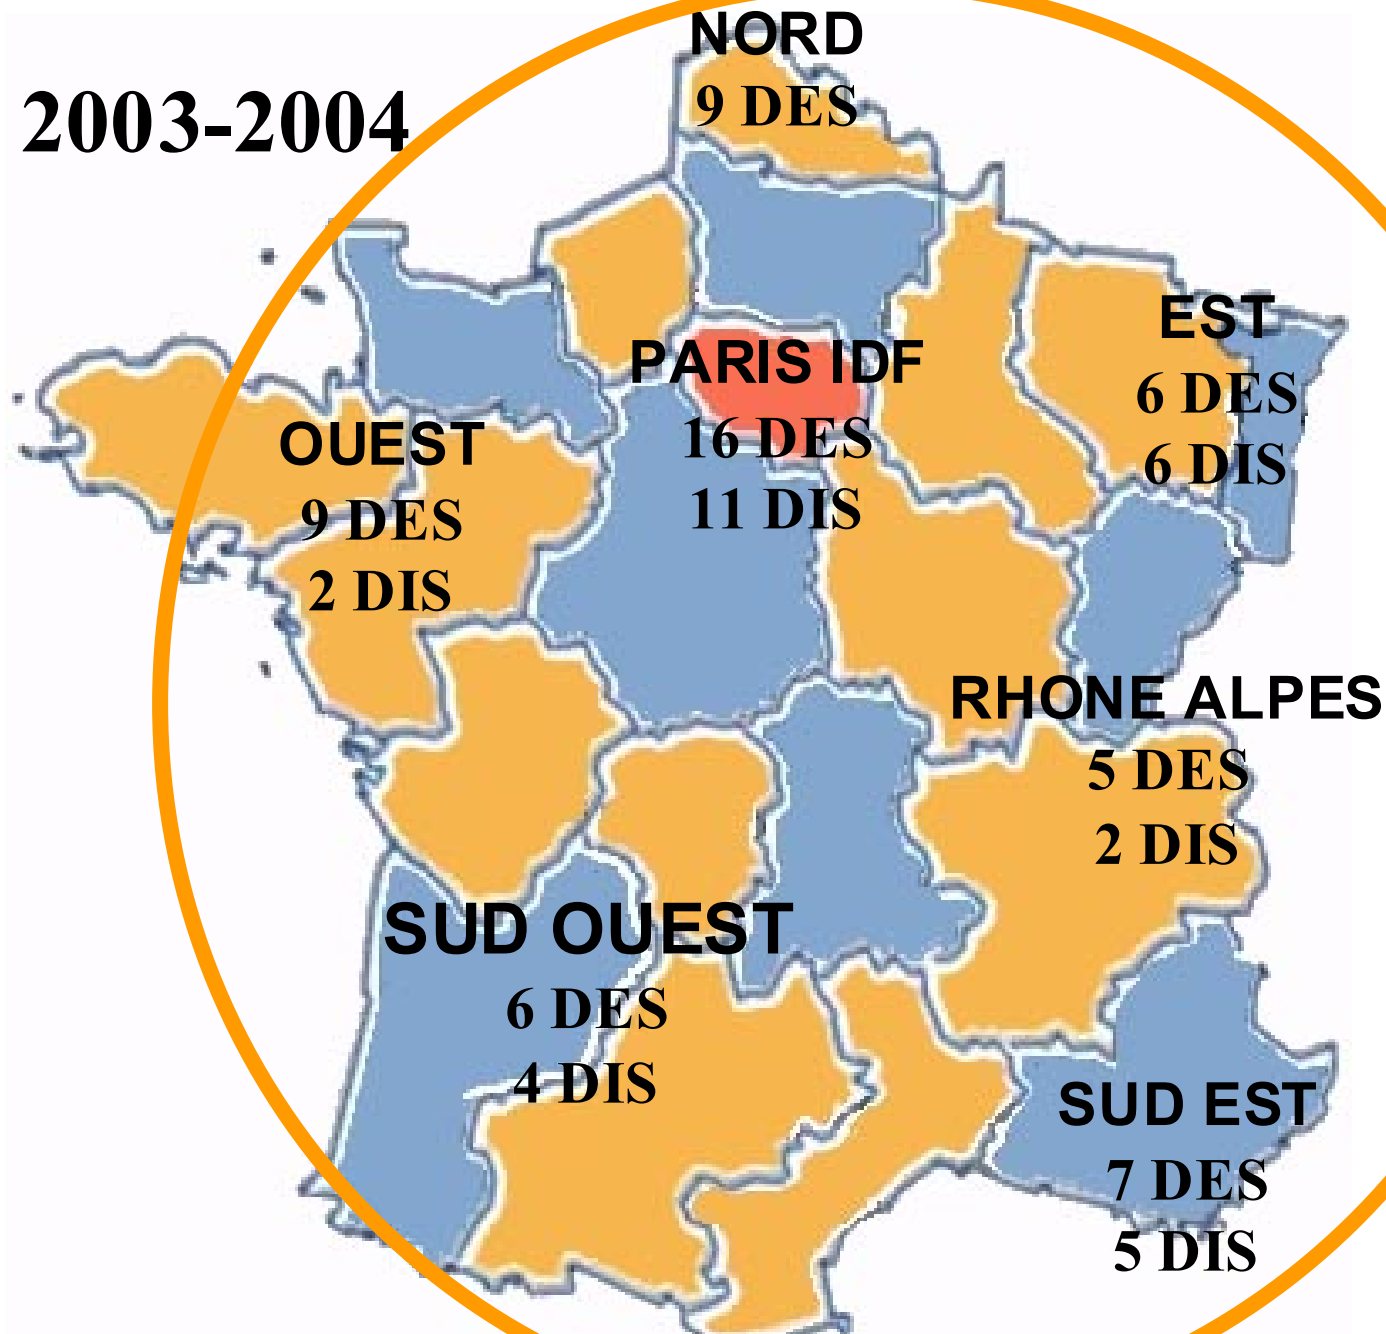 NORD
9 DES
2003-2004
EST
6 DES
6 DIS
PARIS IDF
16 DES
11 DIS
OUEST
9 DES
2 DIS
RHONE ALPES
5 DES
2 DIS
SUD OUEST
6 DES
4 DIS
SUD EST
7 DES
5 DIS